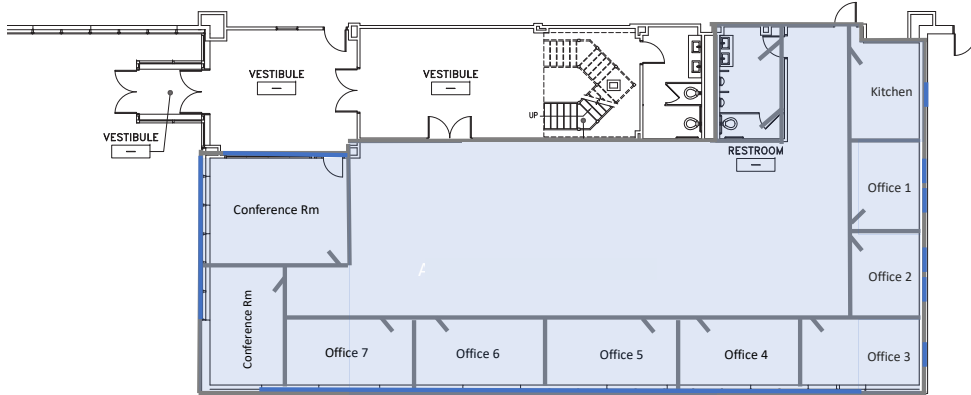 VESTIBULE
VESTIBULE
VESTIBULE
UP
RESTROOM
Kitchen
Office 1
Office 2
Office 3
Conference Rm
Conference Rm
Office 7
Office 6
Office 5
Office 4